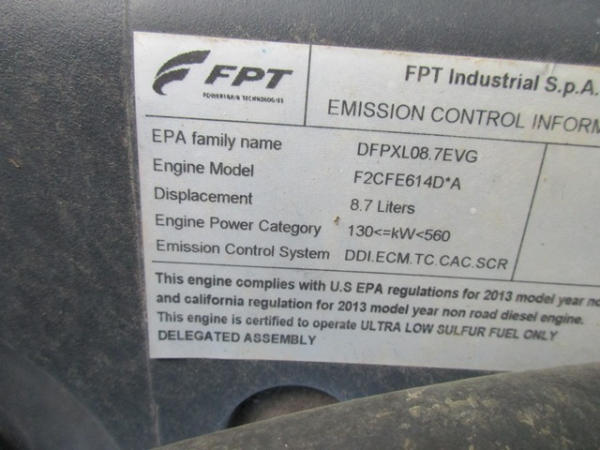 FPT
POWERTRAIN TECHNOLOGIES
FPT Industrial S.p.A.
EMISSION CONTROL INFORM
EPA family name DFPXL08.7EVG
Engine Model F2CFE614D*A
Displacement 8.7 Liters
Engine Power Category 130<=kW<560
Emission Control System DDI.ECM.TC.CAC.SCR
This engine complies with U.S EPA regulations for 2013 model year no
and california regulation for 2013 model year non road diesel engine.
This engine is certified to operate ULTRA LOW SULFUR FUEL ONLY
DELEGATED ASSEMBLY